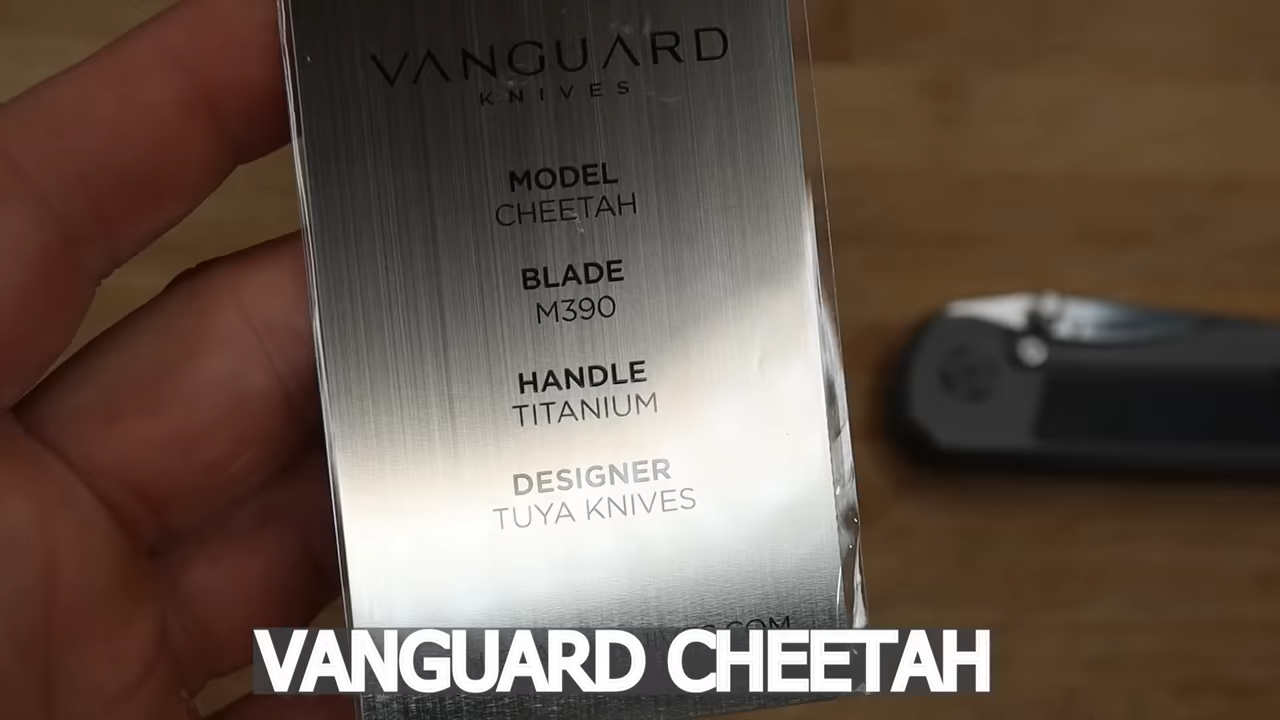 VANGUARD
KNIVES
MODEL
CHEETAH
BLADE
M390
HANDLE
TITANIUM
DESIGNER
TUYA KNIVES
VANGUARD CHEETAH